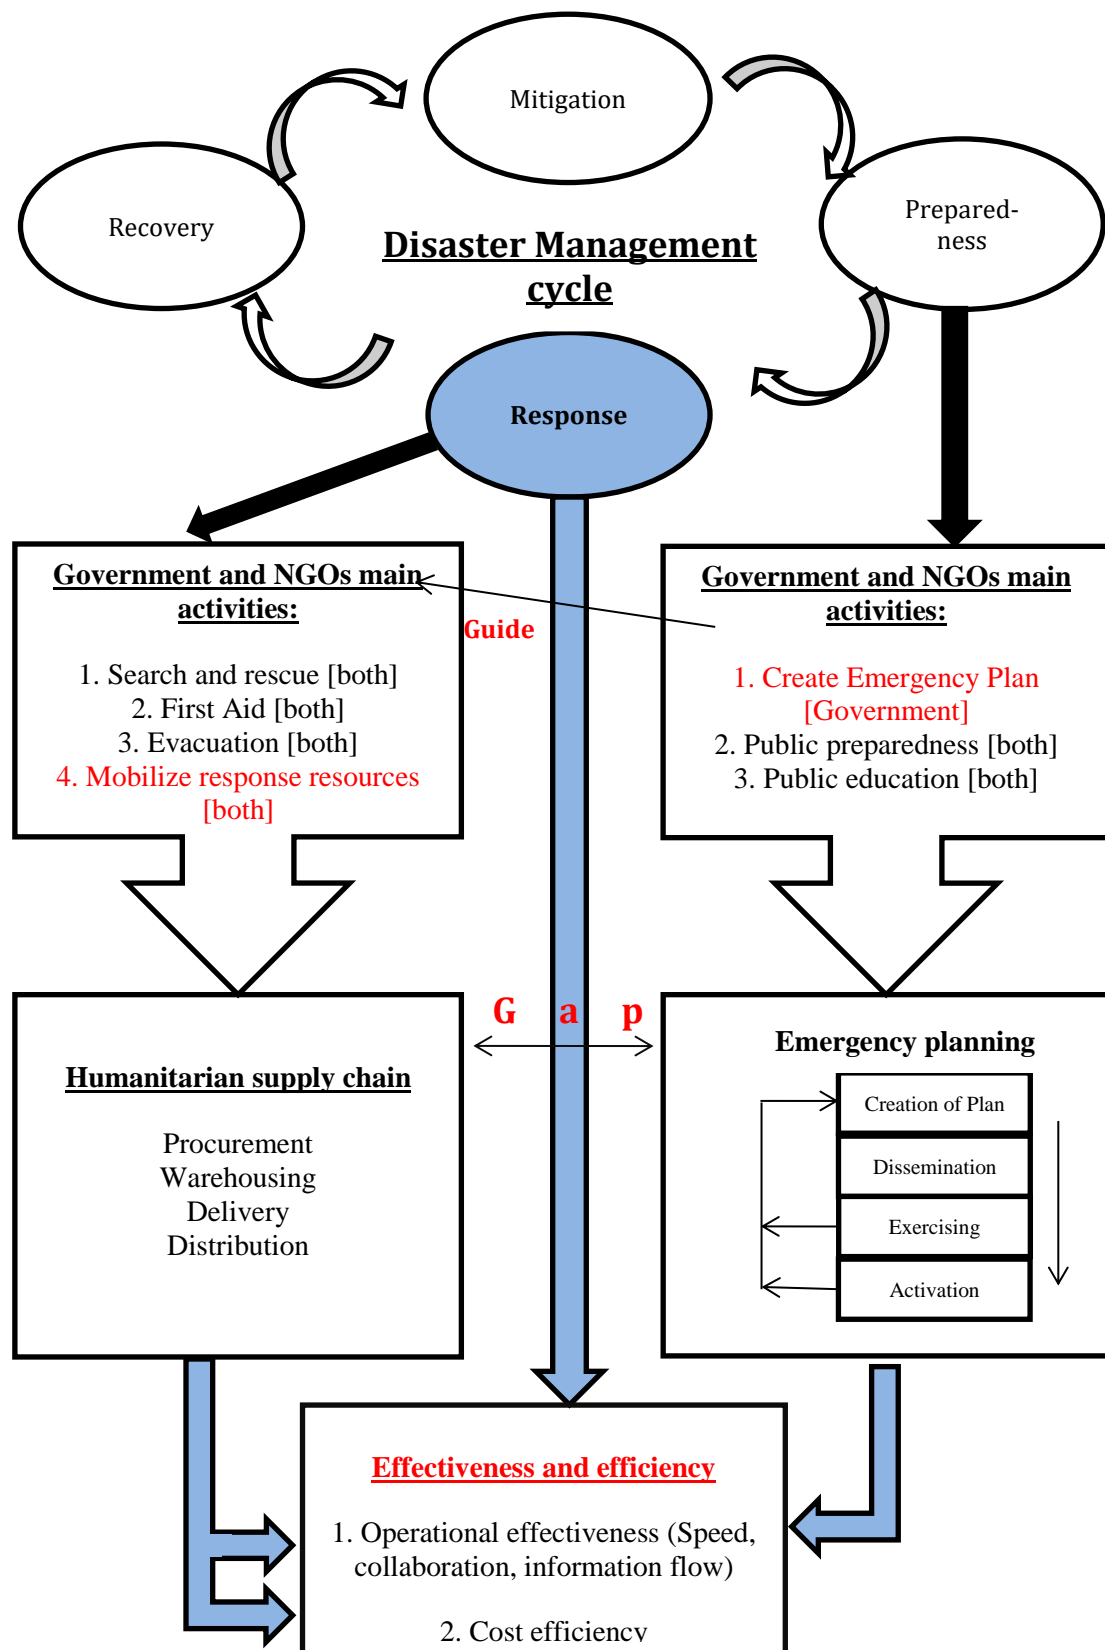 Mitigation
Recovery
Prepared-
ness
Disaster Management
cycle
Response
Government and NGOs main
activities:
1. Search and rescue [both]
2. First Aid [both]
3. Evacuation [both]
4. Mobilize response resources
[both]
Guide
Government and NGOs main
activities:
1. Create Emergency Plan
[Government]
2. Public preparedness [both]
3. Public education [both]
G a p
Humanitarian supply chain
Procurement
Warehousing
Delivery
Distribution
Emergency planning
Creation of Plan
Dissemination
Exercising
Activation
Effectiveness and efficiency
1. Operational effectiveness (Speed,
collaboration, information flow)
2. Cost efficiency